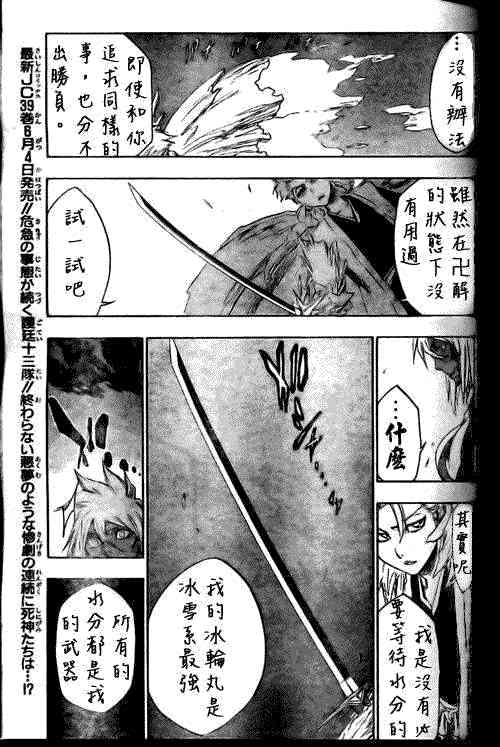 …沒有辦法
即使和你
追求同樣的
事，也分不
出勝負。
雖然在卍解
的狀態下沒
有用過
試一試吧
…什麼
其實呢
我是沒有必
要等待水分的
我的冰輪丸是
冰雪系最強
所有的
水分都是我
的武器
最新JC39巻6月4日発売!!危急の事態が続く護廷十三隊!!終わらない悪夢のような惨劇の連続に死神たちは…!?